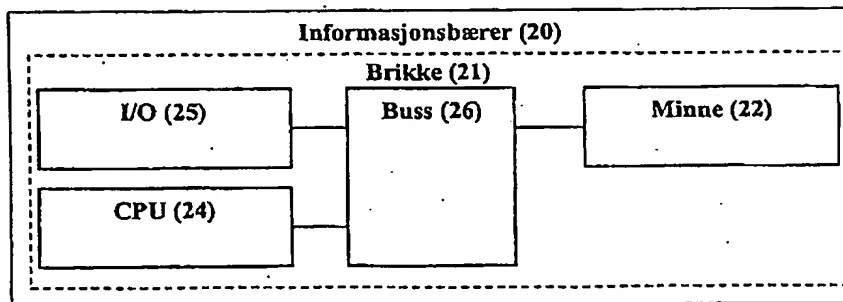 Informasjonsbærer (20)
Brikke (21)
I/O (25)
Buss (26)
Minne (22)
CPU (24)